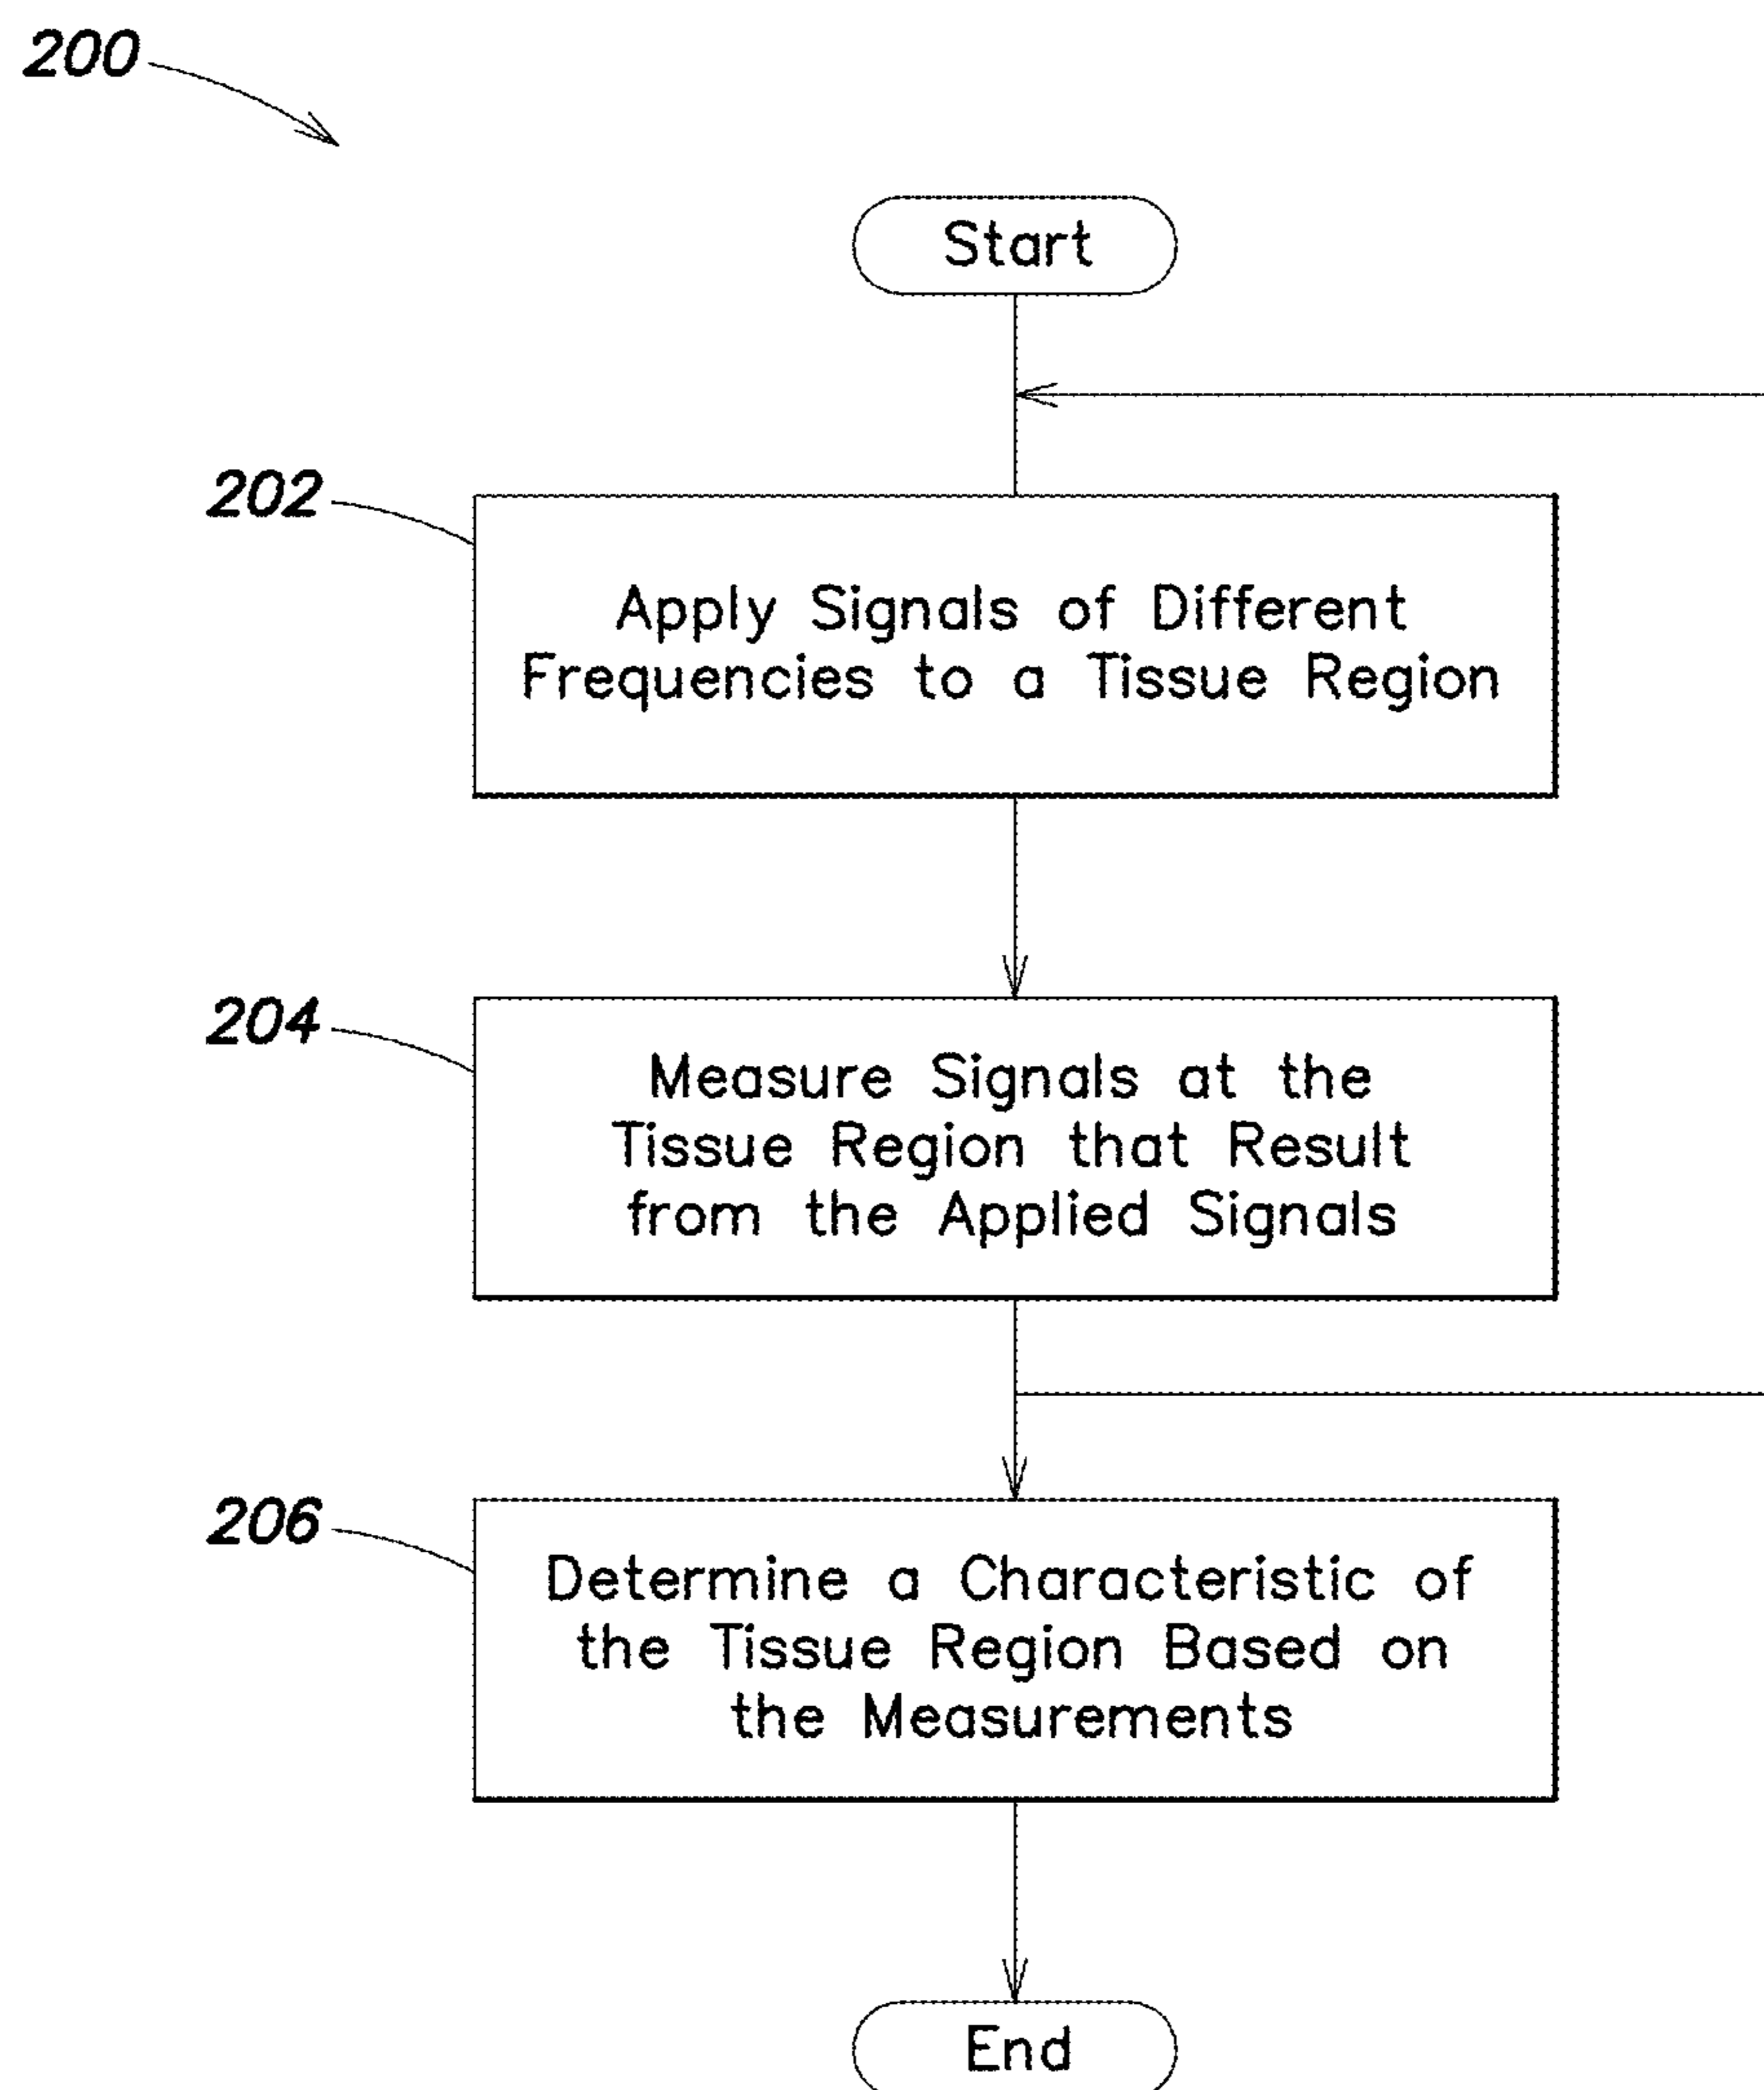 200
Start
202
Apply Signals of Different
Frequencies to a Tissue Region
204
Measure Signals at the
Tissue Region that Result
from the Applied Signals
206
Determine a Characteristic of
the Tissue Region Based on
the Measurements
End